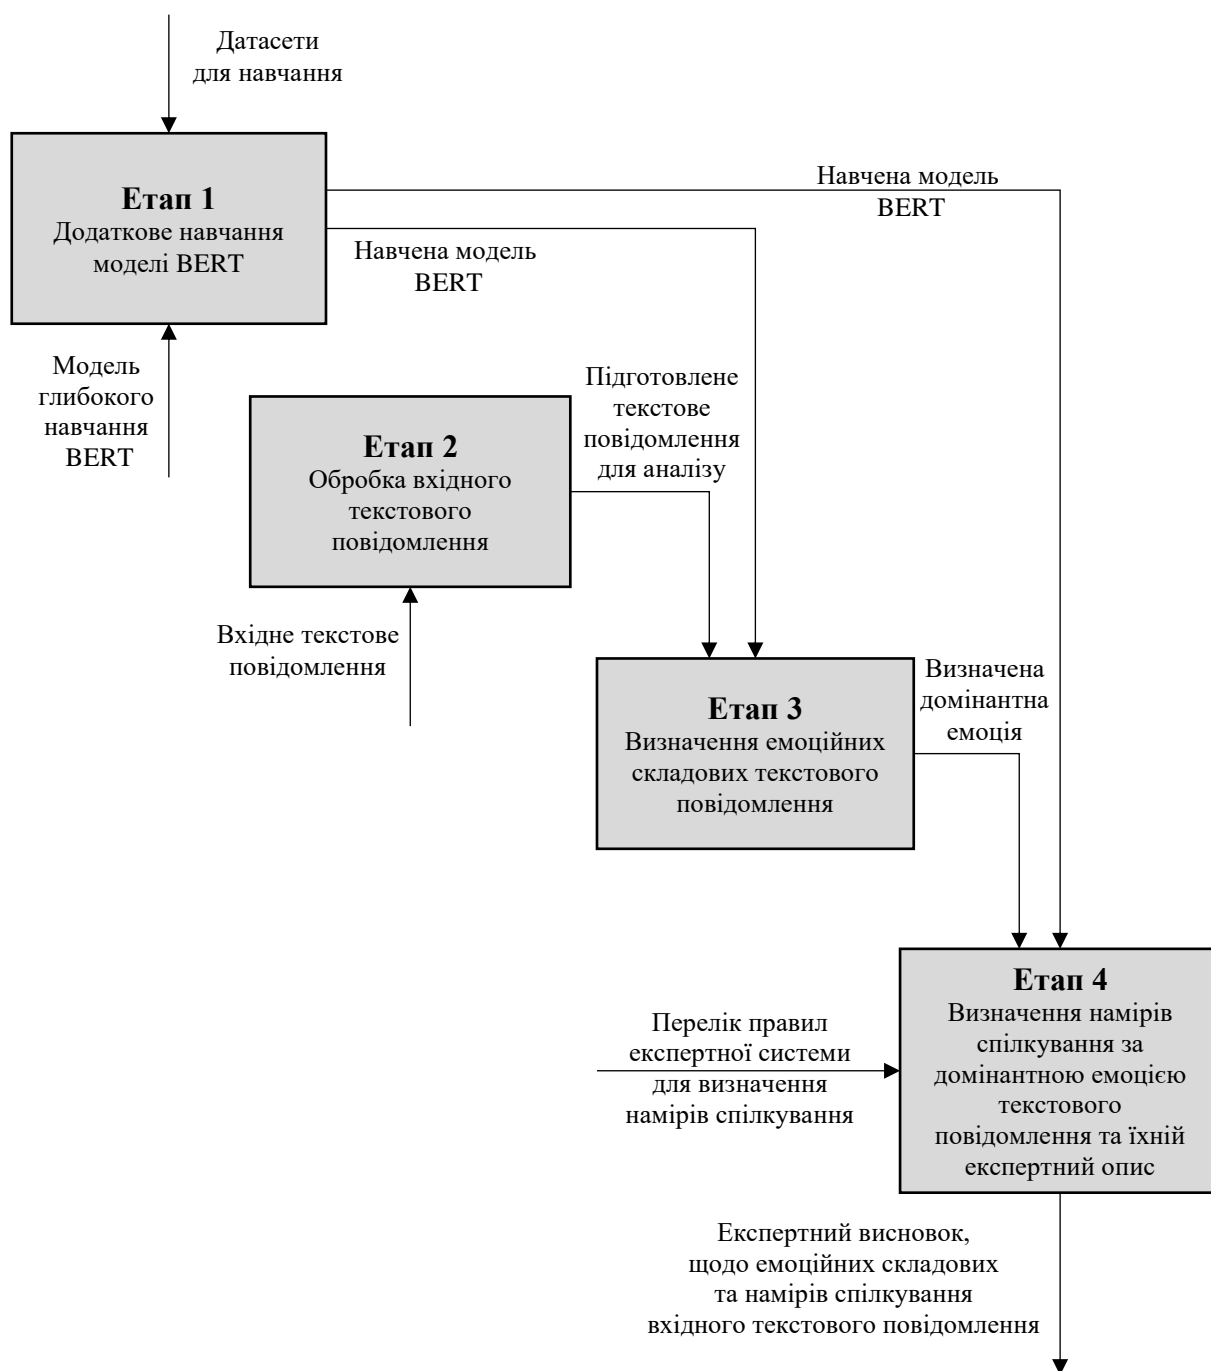 Датасети
для навчання
Етап 1
Додаткове навчання
моделі BERT
Навчена модель
BERT
Навчена модель
BERT
Модель
глибокого
навчання
BERT
Підготовлене
текстове
повідомлення
для аналізу
Етап 2
Обробка вхідного
текстового
повідомлення
Вхідне текстове
повідомлення
Етап 3
Визначення емоційних
складових текстового
повідомлення
Визначена
домінантна
емоція
Етап 4
Визначення намірів
спілкування за
домінантною емоцією
текстового
повідомлення та їхній
експертний опис
Перелік правил
експертної системи
для визначення
намірів спілкування
Експертний висновок,
щодо емоційних складових
та намірів спілкування
вхідного текстового повідомлення